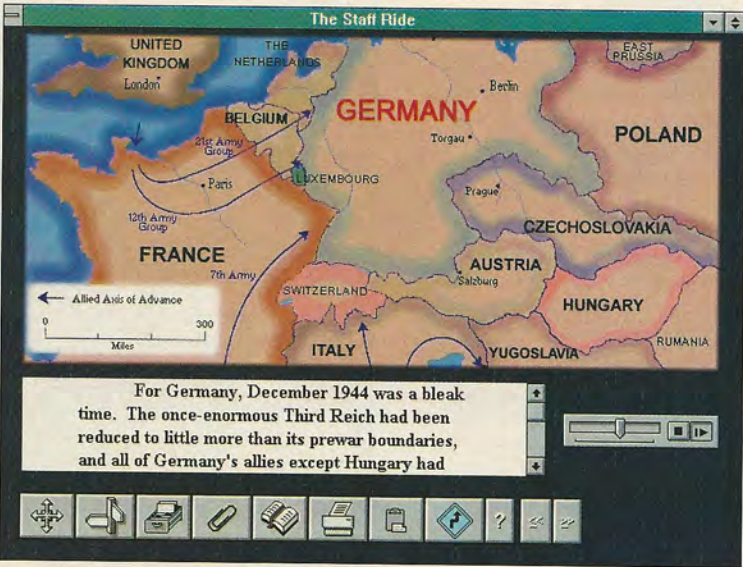 The Staff Ride
UNITED
KINGDOM
London
THE
NETHERLANDS
EAST
PRUSSIA
Berlin
BELGIUM
GERMANY
21st Army
Group
Torgau
POLAND
LUXEMBOURG
Paris
Prague
12th Army
Group
CZECHOSLOVAKIA
FRANCE
7th Army
AUSTRIA
Salzburg
SWITZERLAND
Allied Axis of Advance
HUNGARY
0 300
Miles
ITALY
YUGOSLAVIA
RUMANIA
For Germany, December 1944 was a bleak
time. The once-enormous Third Reich had been
reduced to little more than its prewar boundaries,
and all of Germany's allies except Hungary had
?
<< >>